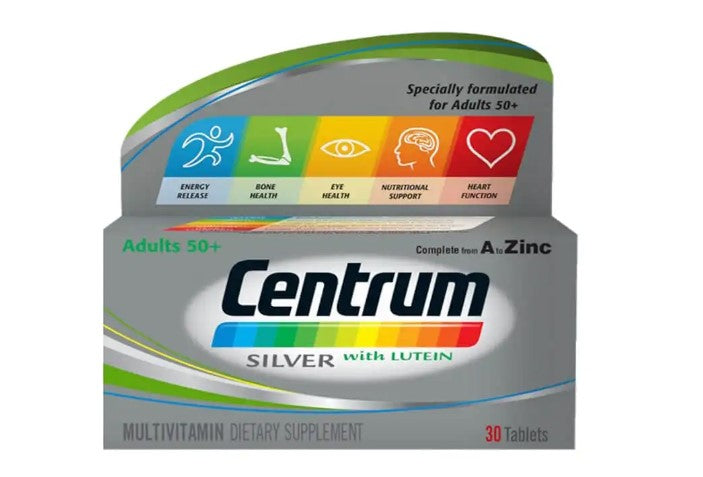 Specially formulated
for Adults 50+
ENERGY
RELEASE
BONE
HEALTH
EYE
HEALTH
NUTRITIONAL
SUPPORT
HEART
FUNCTION
Adults 50+
Complete from A to Zinc
Centrum
SILVER with LUTEIN
MULTIVITAMIN DIETARY SUPPLEMENT
30 Tablets